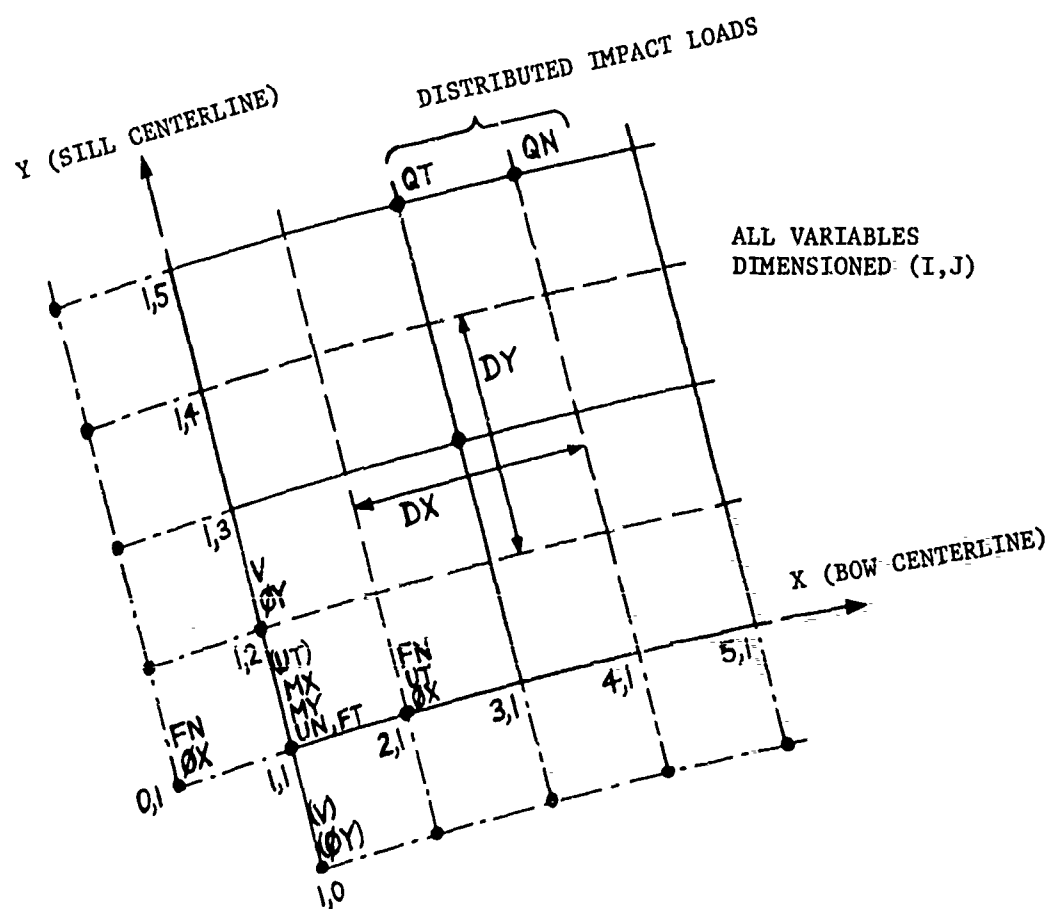 DISTRIBUTED IMPACT LOADS
Y (SILL CENTERLINE)
QT
QN
ALL VARIABLES
DIMENSIONED (I,J)
1,5
DY
1,4
DX
1,3
X (BOW CENTERLINE)
V
ØY
1,2
(UT)
MX
MY
UN,FT
FN
UT
ØX
5,1
4,1
3,1
2,1
1,1
FN
ØX
0,1
(V)
(ØY)
1,0